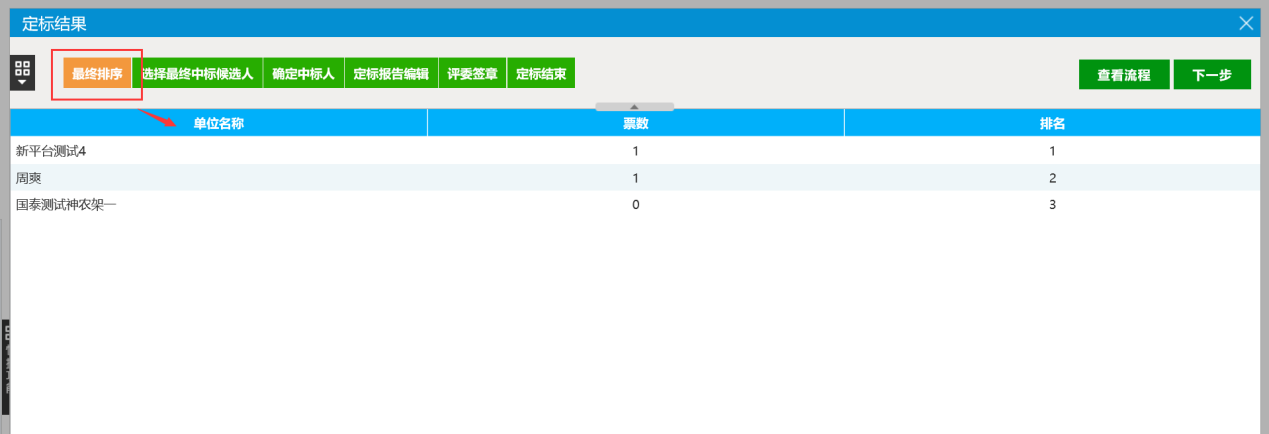 定标结果
最终排序 选择最终中标候选人 确定中标人 定标报告编辑 评委签章 定标结束 查看流程 下一步
单位名称 票数 排名
新平台测试4 1 1
周爽 1 2
国泰测试神农架一 0 3